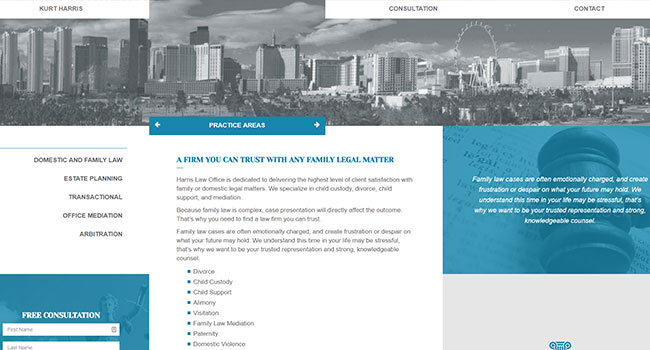 KURT HARRIS
CONSULTATION
CONTACT
PRACTICE AREAS
DOMESTIC AND FAMILY LAW
ESTATE PLANNING
TRANSACTIONAL
OFFICE MEDIATION
ARBITRATION
A FIRM YOU CAN TRUST WITH ANY FAMILY LEGAL MATTER
Harris Law Office is dedicated to delivering the highest level of client satisfaction with
family or domestic legal matters. We specialize in child custody, divorce, child
support, and mediation.
Because family law is complex, case presentation will directly affect the outcome.
That's why you need to find a law firm you can trust.
Family law cases are often emotionally charged, and create frustration or despair on
what your future may hold. We understand this time in your life may be stressful,
that's why we want to be your trusted representation and strong, knowledgeable
counsel.
Divorce
Child Custody
Child Support
Alimony
Visitation
Family Law Mediation
Paternity
Domestic Violence
Family law cases are often emotionally charged, and create
frustration or despair on what your future may hold. We
understand this time in your life may be stressful, that's
why we want to be your trusted representation and strong,
knowledgeable counsel.
FREE CONSULTATION
First Name
Last Name